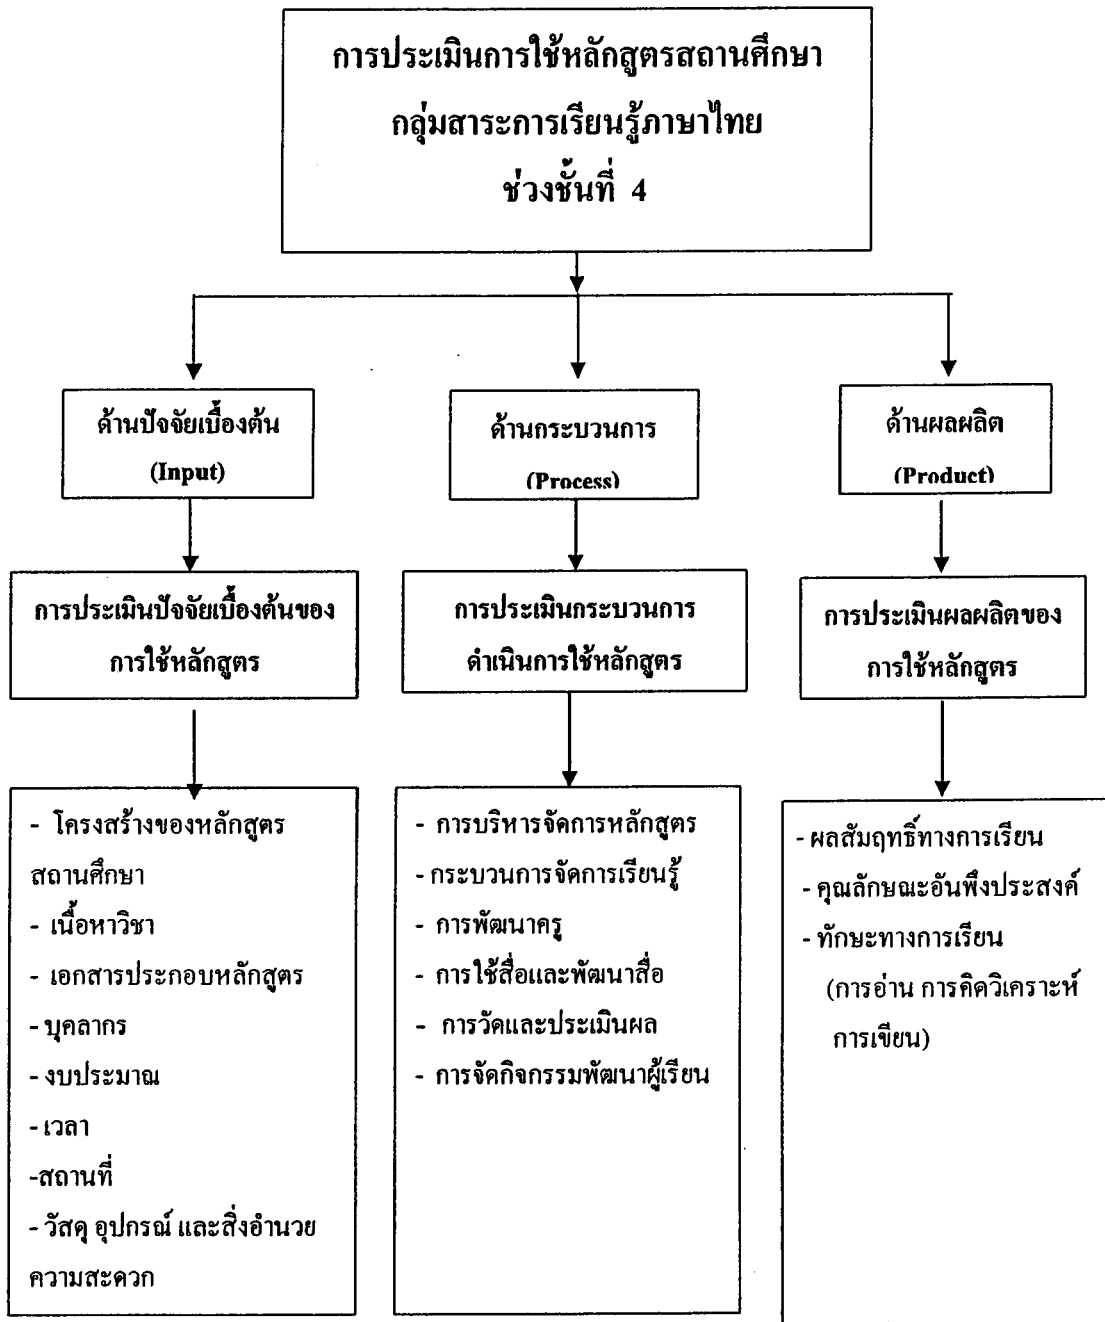 การประเมินการใช้หลักสูตรสถานศึกษา
กลุ่มสาระการเรียนรู้ภาษาไทย
ช่วงชั้นที่ 4
ด้านปัจจัยเบื้องต้น
(Input)
ด้านกระบวนการ
(Process)
ด้านผลผลิต
(Product)
การประเมินปัจจัยเบื้องต้นของ
การใช้หลักสูตร
การประเมินกระบวนการ
ดำเนินการใช้หลักสูตร
การประเมินผลผลิตของ
การใช้หลักสูตร
- โครงสร้างของหลักสูตร
สถานศึกษา
- เนื้อหาวิชา
- เอกสารประกอบหลักสูตร
- บุคลากร
- งบประมาณ
- เวลา
-สถานที่
- วัสดุ อุปกรณ์ และสิ่งอำนวย
ความสะดวก
- การบริหารจัดการหลักสูตร
-กระบวนการจัดการเรียนรู้
- การพัฒนาครู
- การใช้สื่อและพัฒนาสื่อ
- การวัดและประเมินผล
- การจัดกิจกรรมพัฒนาผู้เรียน
- ผลสัมฤทธิ์ทางการเรียน
- คุณลักษณะอันพึงประสงค์
- ทักษะทางการเรียน
(การอ่าน การคิดวิเคราะห์
การเขียน)